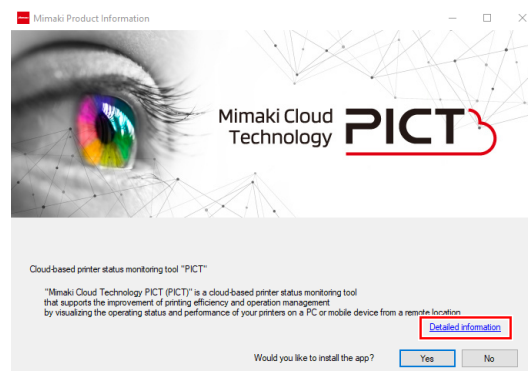 Mimaki Product Information
Mimaki Cloud
Technology
PICT
Cloud-based printer status monitoring tool "PICT"
"Mimaki Cloud Technology PICT (PICT)" is a cloud-based printer status monitoring tool
that supports the improvement of printing efficiency and operation management
by visualizing the operating status and performance of your printers on a PC or mobile device from a remote location.
Detailed information
Would you like to install the app?
Yes
No